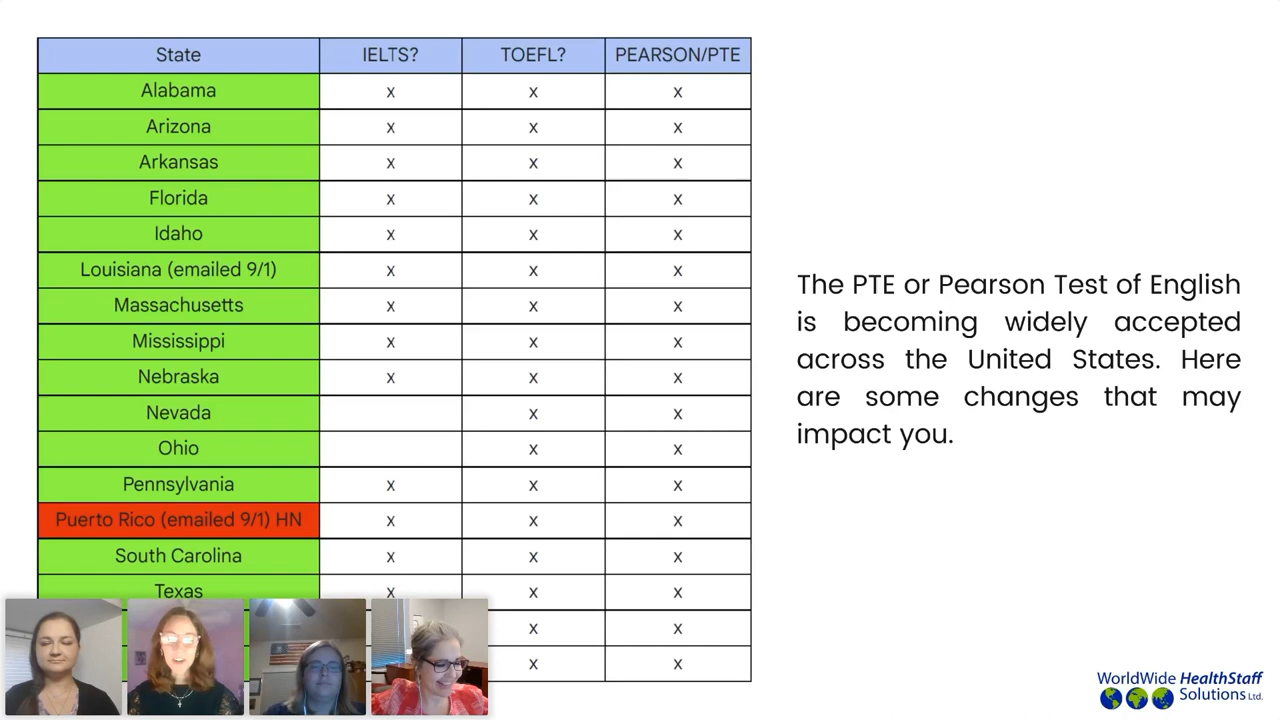 State IELTS? TOEFL? PEARSON/PTE
Alabama x x x
Arizona x x x
Arkansas x x x
Florida x x x
Idaho x x x
Louisiana (emailed 9/1) x x x
Massachusetts x x x
Mississippi x x x
Nebraska x x x
Nevada x x
Ohio x x
Pennsylvania x x x
Puerto Rico (emailed 9/1) HN x x x
South Carolina x x x
Texas x x x
x x
x x
The PTE or Pearson Test of English
is becoming widely accepted
across the United States. Here
are some changes that may
impact you.
WorldWide HealthStaff
Solutions Ltd.